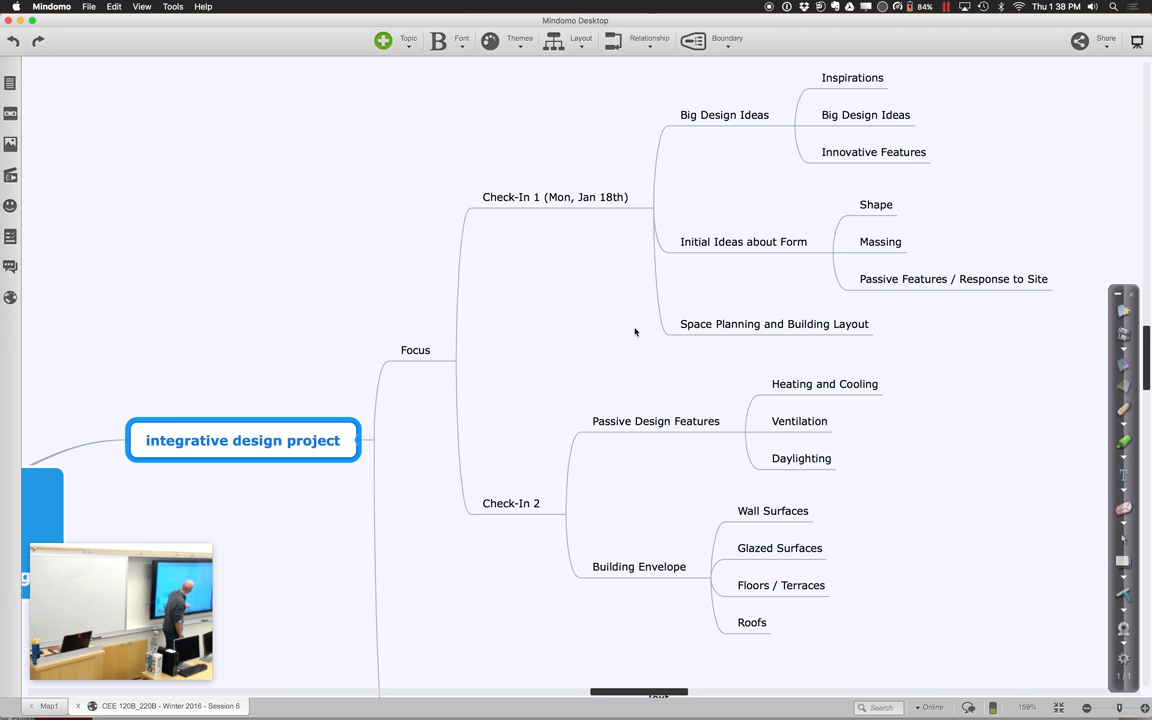 Mindomo File Edit View Tools Help 84% Thu 1:38 PM
Mindomo Desktop
Topic Font Themes Layout Relationship Boundary Share
Inspirations
Big Design Ideas
Big Design Ideas
Innovative Features
Check-In 1 (Mon, Jan 18th)
Shape
Initial Ideas about Form
Massing
Passive Features / Response to Site
Space Planning and Building Layout
Focus
Heating and Cooling
Passive Design Features
Ventilation
Daylighting
integrative design project
Check-In 2
Wall Surfaces
Glazed Surfaces
Building Envelope
Floors / Terraces
Roofs
1 / 1
Map1 CEE 120B_220B - Winter 2016 - Session 6 Search Online 159%